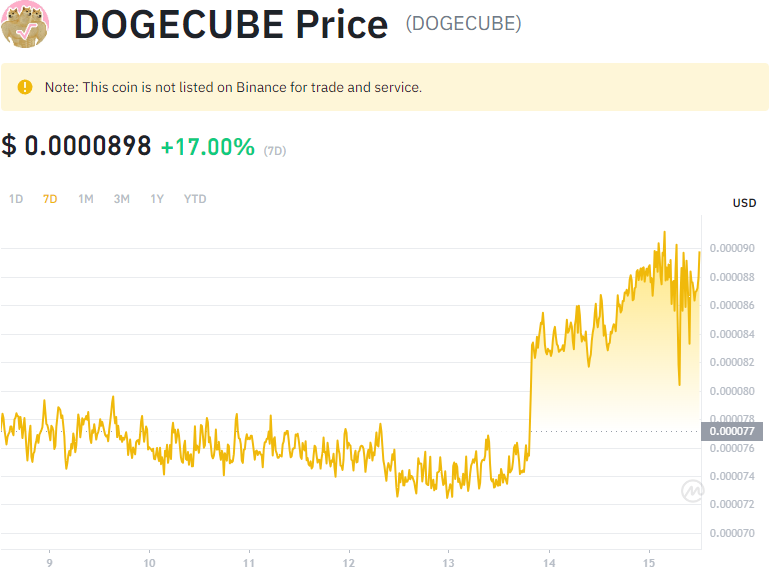 DOGECUBE Price (DOGECUBE)
Note: This coin is not listed on Binance for trade and service.
$ 0.0000898 +17.00% (7D)
1D 7D 1M 3M 1Y YTD
USD
0.000090
0.000088
0.000086
0.000084
0.000082
0.000080
0.000078
0.000077
0.000076
0.000074
0.000072
0.000070
9 10 11 12 13 14 15